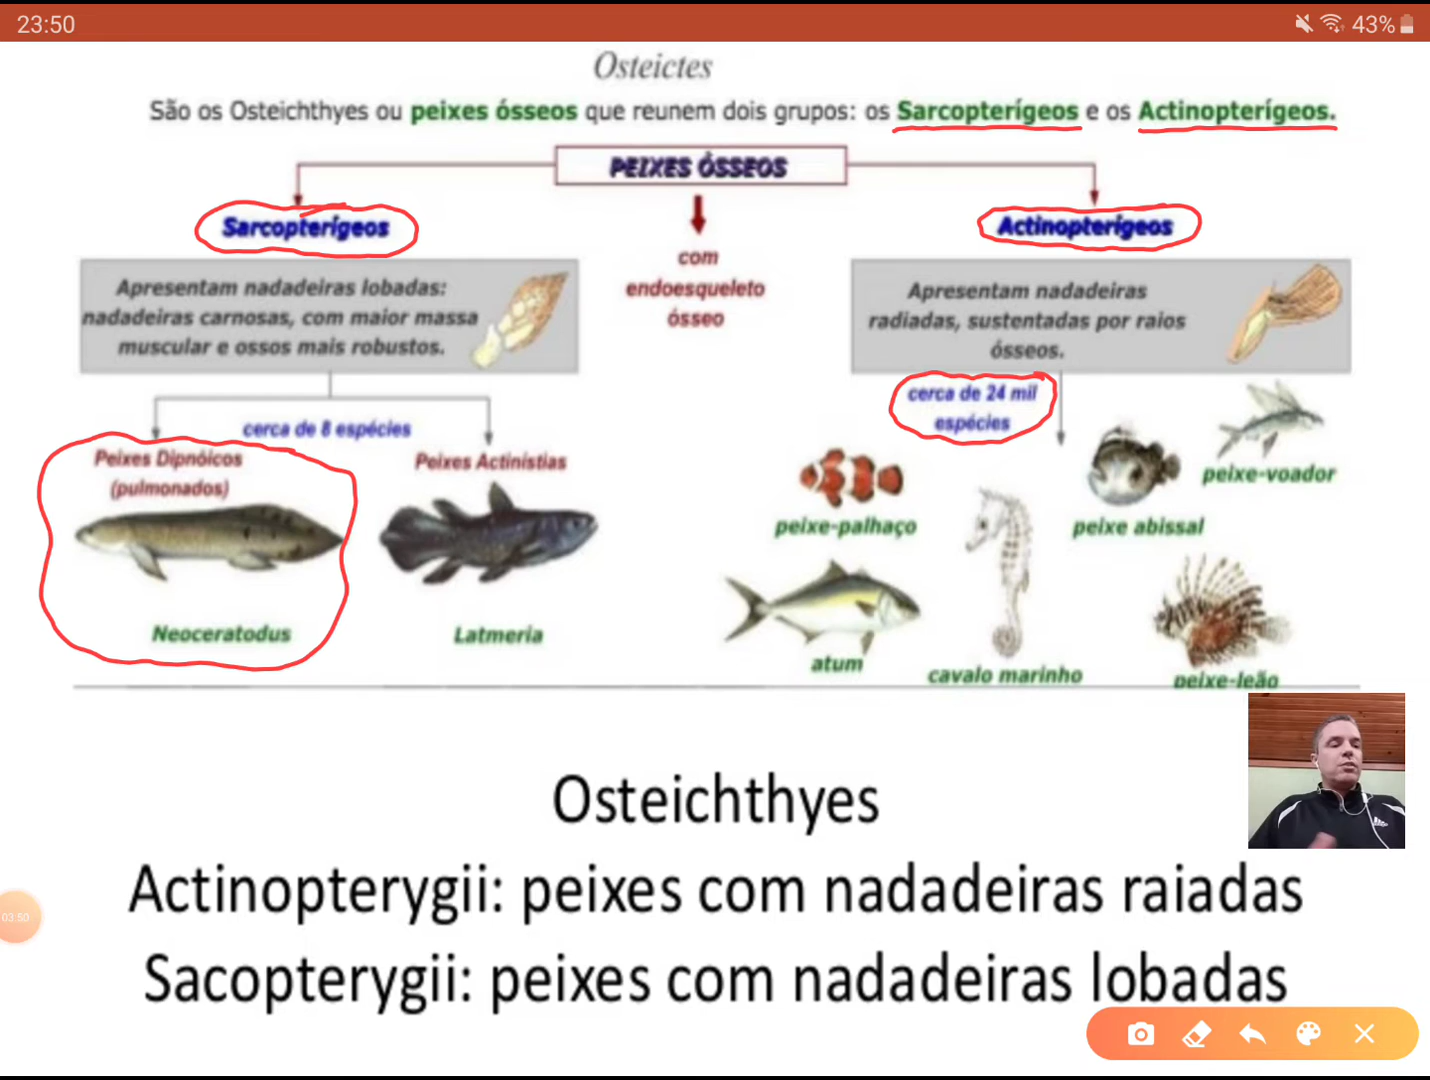 23:50
43%
Osteictes
São os Osteichthyes ou peixes ósseos que reunem dois grupos: os Sarcopterígeos e os Actinopterígeos.
PEIXES ÓSSEOS
Sarcopterígeos
Actinopterígeos
com
endoesqueleto
ósseo
Apresentam nadadeiras lobadas:
nadadeiras carnosas, com maior massa
muscular e ossos mais robustos.
Apresentam nadadeiras
radiadas, sustentadas por raios
ósseos.
cerca de 8 espécies
cerca de 24 mil
espécies
Peixes Dipnóicos
(pulmonados)
Peixes Actinístias
Neoceratodus
Latmeria
peixe-palhaço
peixe abissal
peixe-voador
atum
cavalo marinho
peixe-leão
Osteichthyes
Actinopterygii: peixes com nadadeiras raiadas
Sacopterygii: peixes com nadadeiras lobadas
03:50